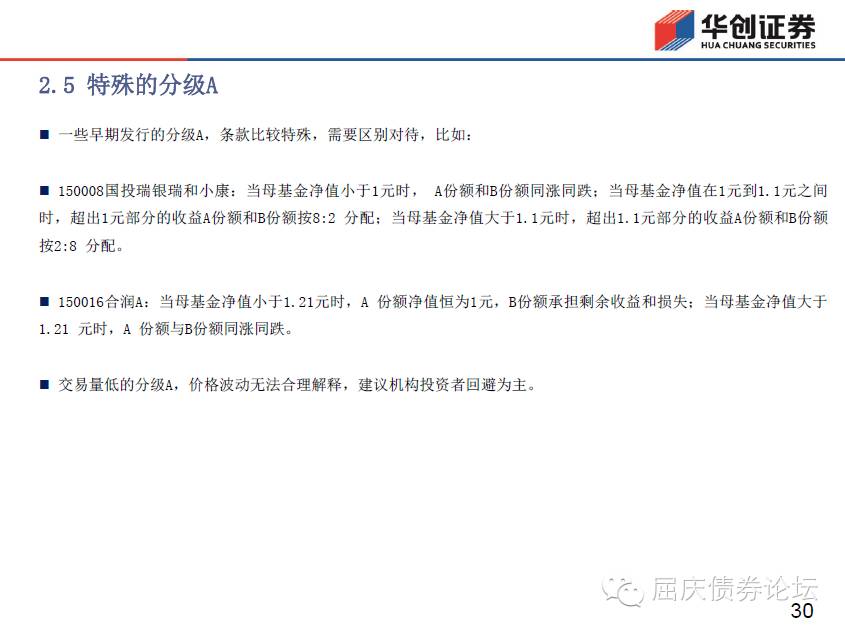 华创证券
HUA CHUANG SECURITIES
2.5 特殊的分级A
■ 一些早期发行的分级A，条款比较特殊，需要区别对待，比如：
■ 150008国投瑞银瑞和小康：当母基金净值小于1元时， A份额和B份额同涨同跌；当母基金净值在1元到1.1元之间
时，超出1元部分的收益A份额和B份额按8:2 分配；当母基金净值大于1.1元时，超出1.1元部分的收益A份额和B份额
按2:8 分配。
■ 150016合润A：当母基金净值小于1.21元时，A 份额净值恒为1元，B份额承担剩余收益和损失；当母基金净值大于
1.21 元时，A 份额与B份额同涨同跌。
■ 交易量低的分级A，价格波动无法合理解释，建议机构投资者回避为主。
屈庆债券论坛
30